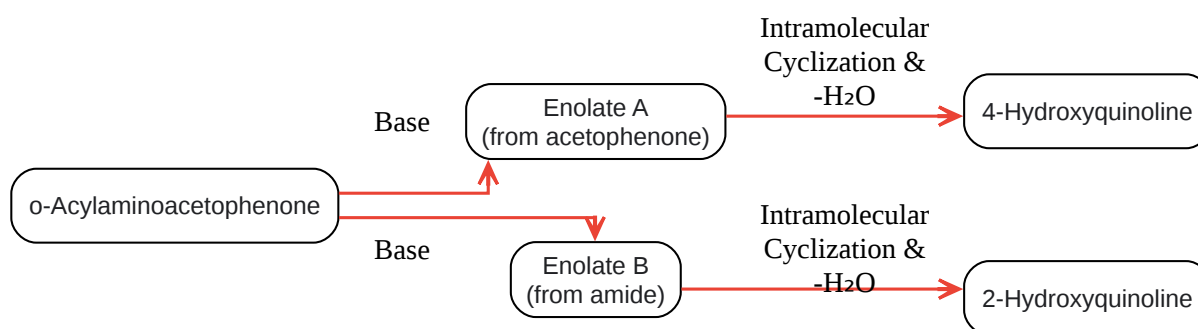 Intramolecular
Cyclization &
-H₂O
Base
Enolate A
(from acetophenone)
4-Hydroxyquinoline
o-Acylaminoacetophenone
Base
Enolate B
(from amide)
Intramolecular
Cyclization &
-H₂O
2-Hydroxyquinoline